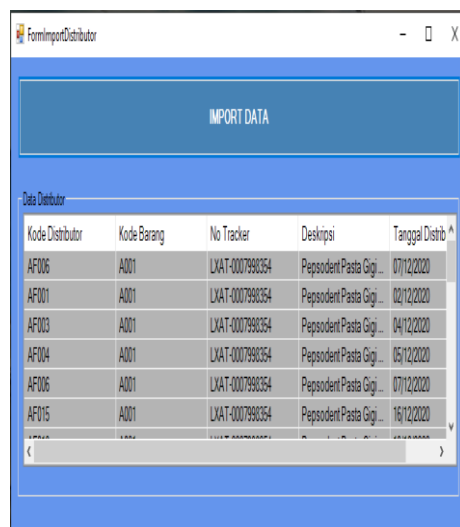 FormImportDistributor
IMPORT DATA
Data Distributor
Kode Distributor Kode Barang No Tracker Deskripsi Tanggal Distrib
AF006 A001 LXAT-0007998354 Pepsodent Pasta Gigi... 07/12/2020
AF001 A001 LXAT-0007998354 Pepsodent Pasta Gigi... 02/12/2020
AF003 A001 LXAT-0007998354 Pepsodent Pasta Gigi... 04/12/2020
AF004 A001 LXAT-0007998354 Pepsodent Pasta Gigi... 05/12/2020
AF006 A001 LXAT-0007998354 Pepsodent Pasta Gigi... 07/12/2020
AF015 A001 LXAT-0007998354 Pepsodent Pasta Gigi... 16/12/2020